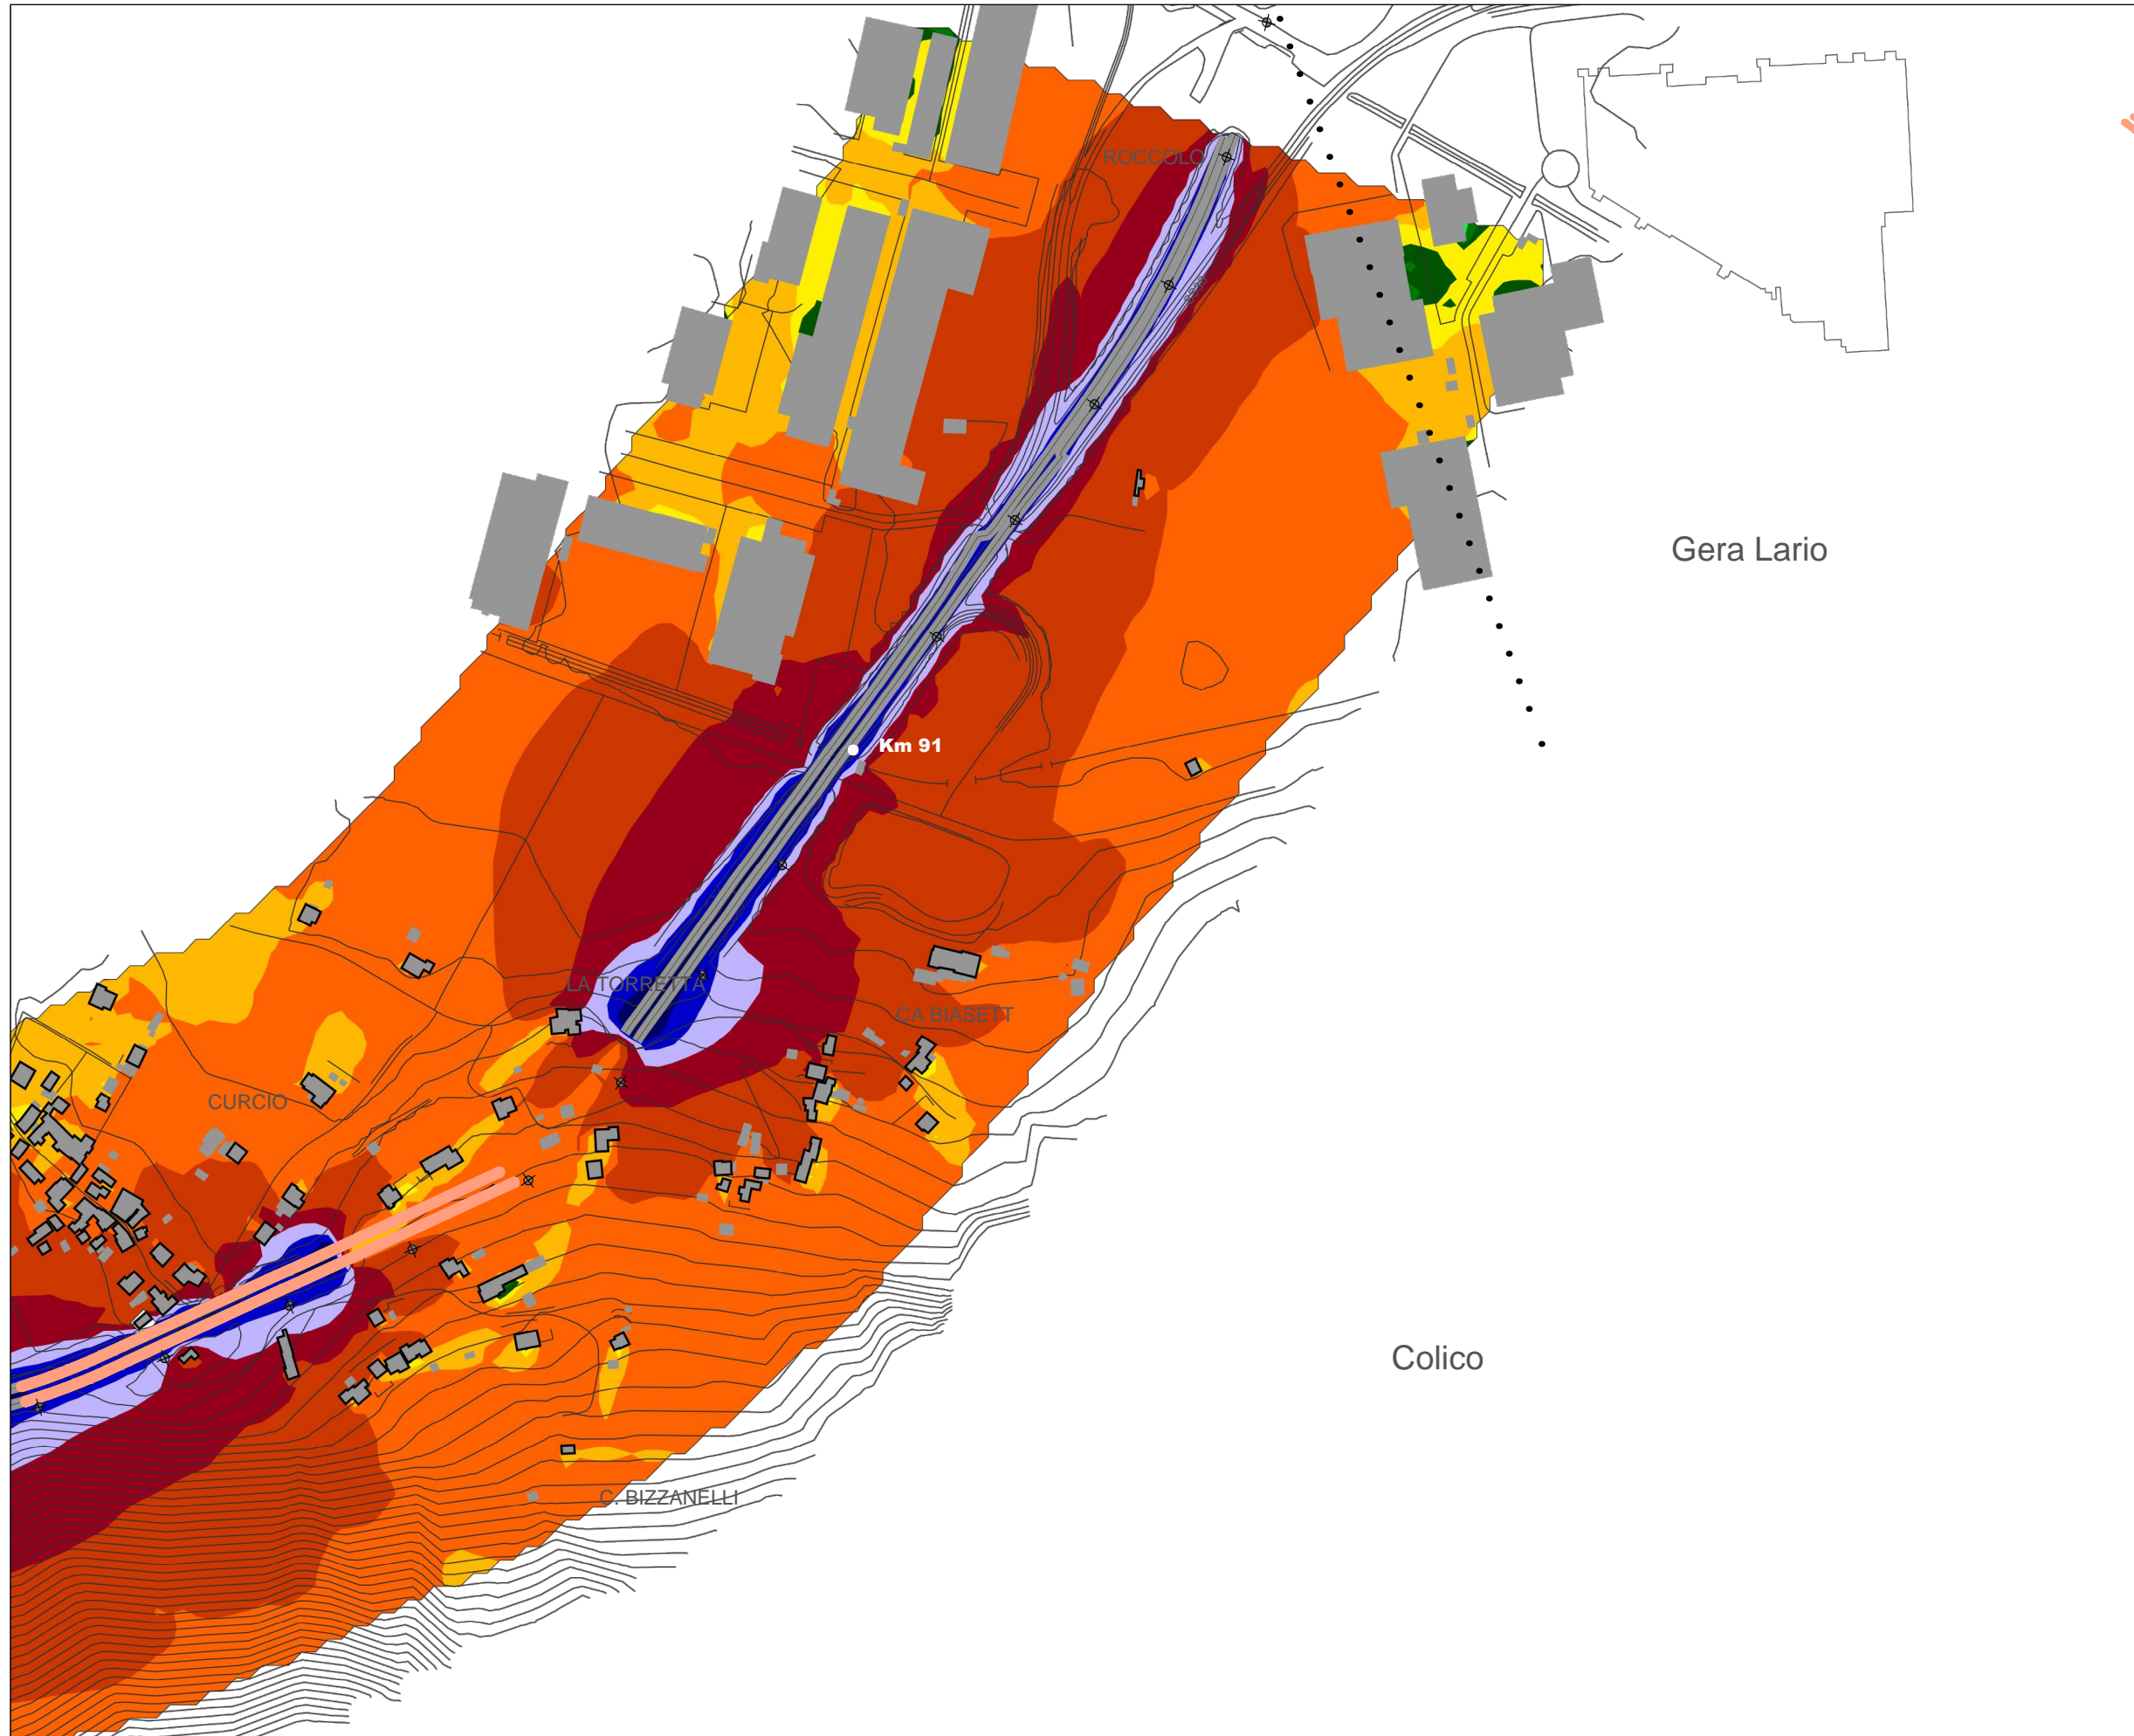 ROCCOLO
Gera Lario
Km 91
LA TORRETTA
CA BIASETT
CURCIO
Colico
C. BIZZANELLI